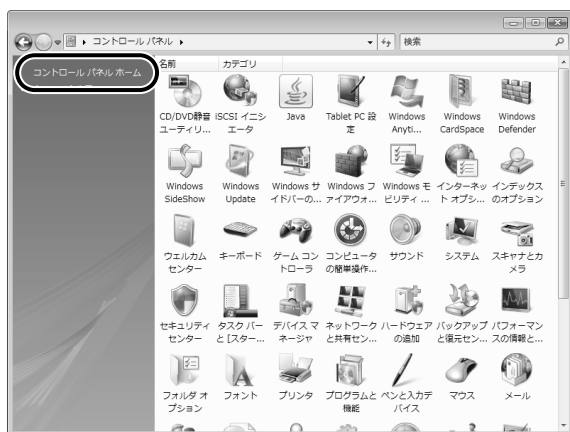 コントロール パネル
検索
コントロール パネル ホーム
名前 カテゴリ
CD/DVD静音ユーティリ...
iSCSI イニシエータ
Java
Tablet PC 設定
Windows Anyti...
Windows CardSpace
Windows Defender
Windows SideShow
Windows Update
Windows サイドバーの...
Windows ファイアウォ...
Windows モビリティ ...
インターネット オプシ...
インデックスのオプション
ウェルカム センター
キーボード
ゲーム コントローラ
コンピュータの簡単操作...
サウンド
システム
スキャナとカメラ
セキュリティ センター
タスク バーと [スター...
デバイス マネージャ
ネットワークと共有セン...
ハードウェアの追加
バックアップと復元セン...
パフォーマンスの情報と...
フォルダ オプション
フォント
プリンタ
プログラムと機能
ペンと入力デバイス
マウス
メール